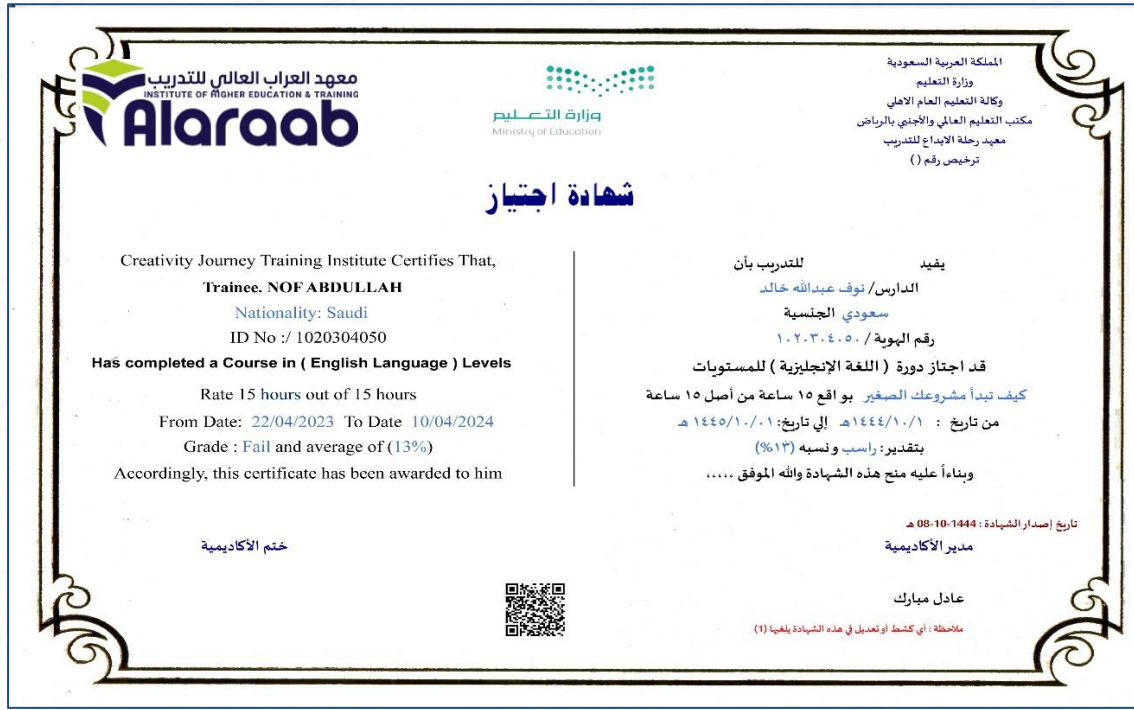 معهد العراب العالي للتدريب
INSTITUTE OF HIGHER EDUCATION & TRAINING
Alaraab
وزارة التعليم
Ministry of Education
المملكة العربية السعودية
وزارة التعليم
وكالة التعليم العام الاهلي
مكتب التعليم العالي والأجنبي بالرياض
معهد رحلة الابداع للتدريب
ترخيص رقم ( )
شهادة اجتياز
يفيد للتدريب بأن
الدارس/ نوف عبدالله خالد
سعودي الجنسية
رقم الهوية / ١٠٢٠٣٠٤٠٥٠
قد اجتاز دورة ( اللغة الإنجليزية ) للمستويات
كيف تبدأ مشروعك الصغير بو اقع ١٥ ساعة من أصل ١٥ ساعة
من تاريخ : ١٤٤٤/١٠/١هـ إلي تاريخ: ١٤٤٥/١٠/٠١ هـ
بتقدير: راسب و نسبه (١٣%)
وبناءاً عليه منح هذه الشهادة والله الموفق .....
Creativity Journey Training Institute Certifies That,
Trainee. NOF ABDULLAH
Nationality: Saudi
ID No :/ 1020304050
Has completed a Course in ( English Language ) Levels
Rate 15 hours out of 15 hours
From Date: 22/04/2023 To Date 10/04/2024
Grade : Fail and average of (13%)
Accordingly, this certificate has been awarded to him
تاريخ إصدار الشهادة : 1444-10-08 هـ
مدير الأكاديمية
ختم الأكاديمية
عادل مبارك
ملاحظة : أي كشط أو تعديل في هذه الشهادة يلغيها (1)